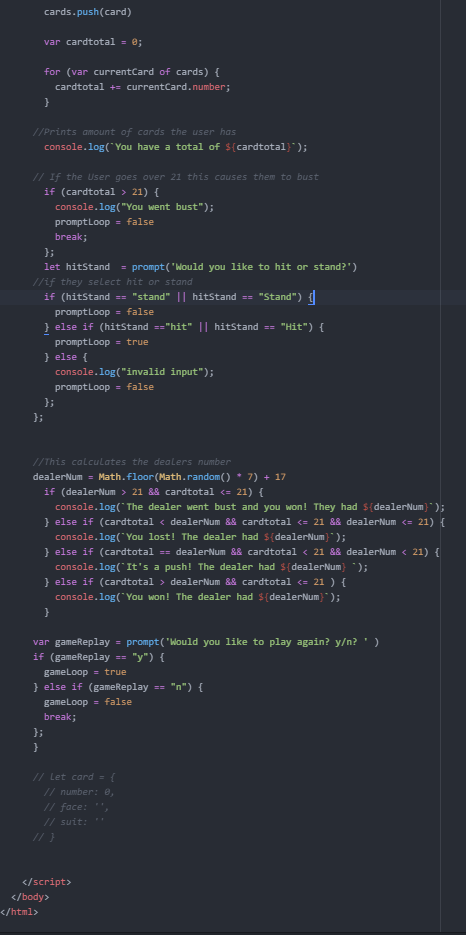 cards.push(card)
var cardtotal = 0;
for (var currentCard of cards) {
cardtotal += currentCard.number;
}
//Prints amount of cards the user has
console.log(`You have a total of ${cardtotal}`);
// If the User goes over 21 this causes them to bust
if (cardtotal > 21) {
console.log("You went bust");
promptLoop = false
break;
};
let hitStand  = prompt('Would you like to hit or stand?')
//if they select hit or stand
if (hitStand == "stand" || hitStand == "Stand") {
promptLoop = false
} else if (hitStand =="hit" || hitStand == "Hit") {
promptLoop = true
} else {
console.log("invalid input");
promptLoop = false
};
};
//This calculates the dealers number
dealerNum = Math.floor(Math.random() * 7) + 17
if (dealerNum > 21 && cardtotal <= 21) {
console.log(`The dealer went bust and you won! They had ${dealerNum}`);
} else if (cardtotal < dealerNum && cardtotal <= 21 && dealerNum <= 21) {
console.log(`You lost! The dealer had ${dealerNum}`);
} else if (cardtotal == dealerNum && cardtotal < 21 && dealerNum < 21) {
console.log(`It's a push! The dealer had ${dealerNum} `);
} else if (cardtotal > dealerNum && cardtotal <= 21 ) {
console.log(`You won! The dealer had ${dealerNum}`);
}
var gameReplay = prompt('Would you like to play again? y/n? ' )
if (gameReplay == "y") {
gameLoop = true
} else if (gameReplay == "n") {
gameLoop = false
break;
};
}
// let card = {
// number: 0,
// face: '',
// suit: ''
// }
</script>
</body>
</html>